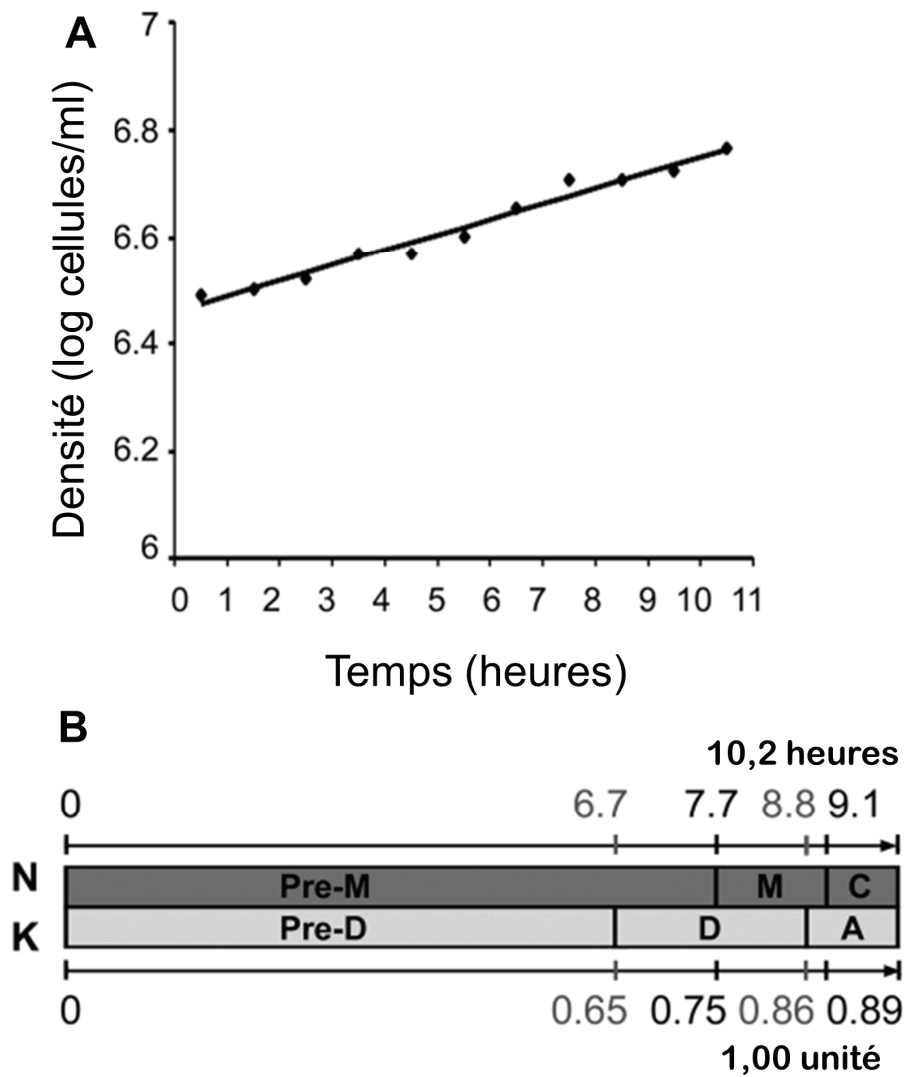 A
Densité (log cellules/ml)
7
6.8
6.6
6.4
6.2
6
0 1 2 3 4 5 6 7 8 9 10 11
Temps (heures)
B
10,2 heures
0 6.7 7.7 8.8 9.1
N Pre-M M C
K Pre-D D A
0 0.65 0.75 0.86 0.89
1,00 unité